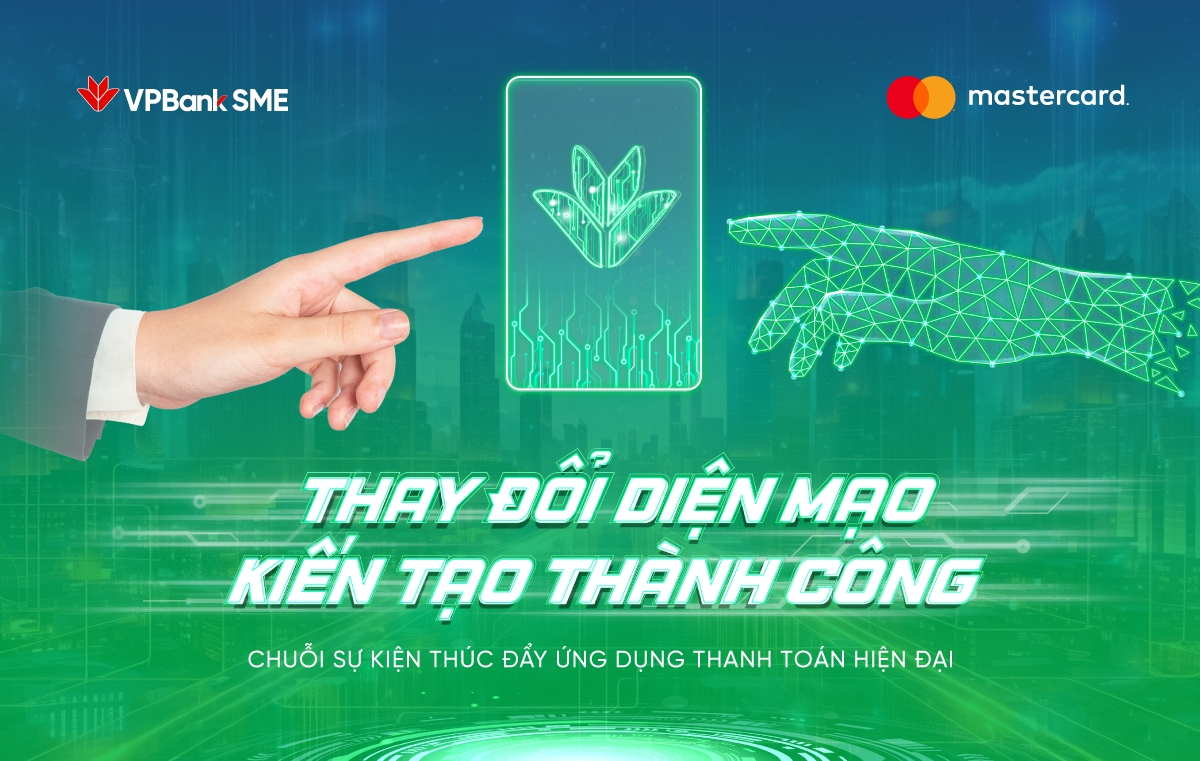 VPBank SME
mastercard.
THAY ĐỔI DIỆN MẠO
KIẾN TẠO THÀNH CÔNG
CHUỖI SỰ KIỆN THÚC ĐẨY ỨNG DỤNG THANH TOÁN HIỆN ĐẠI